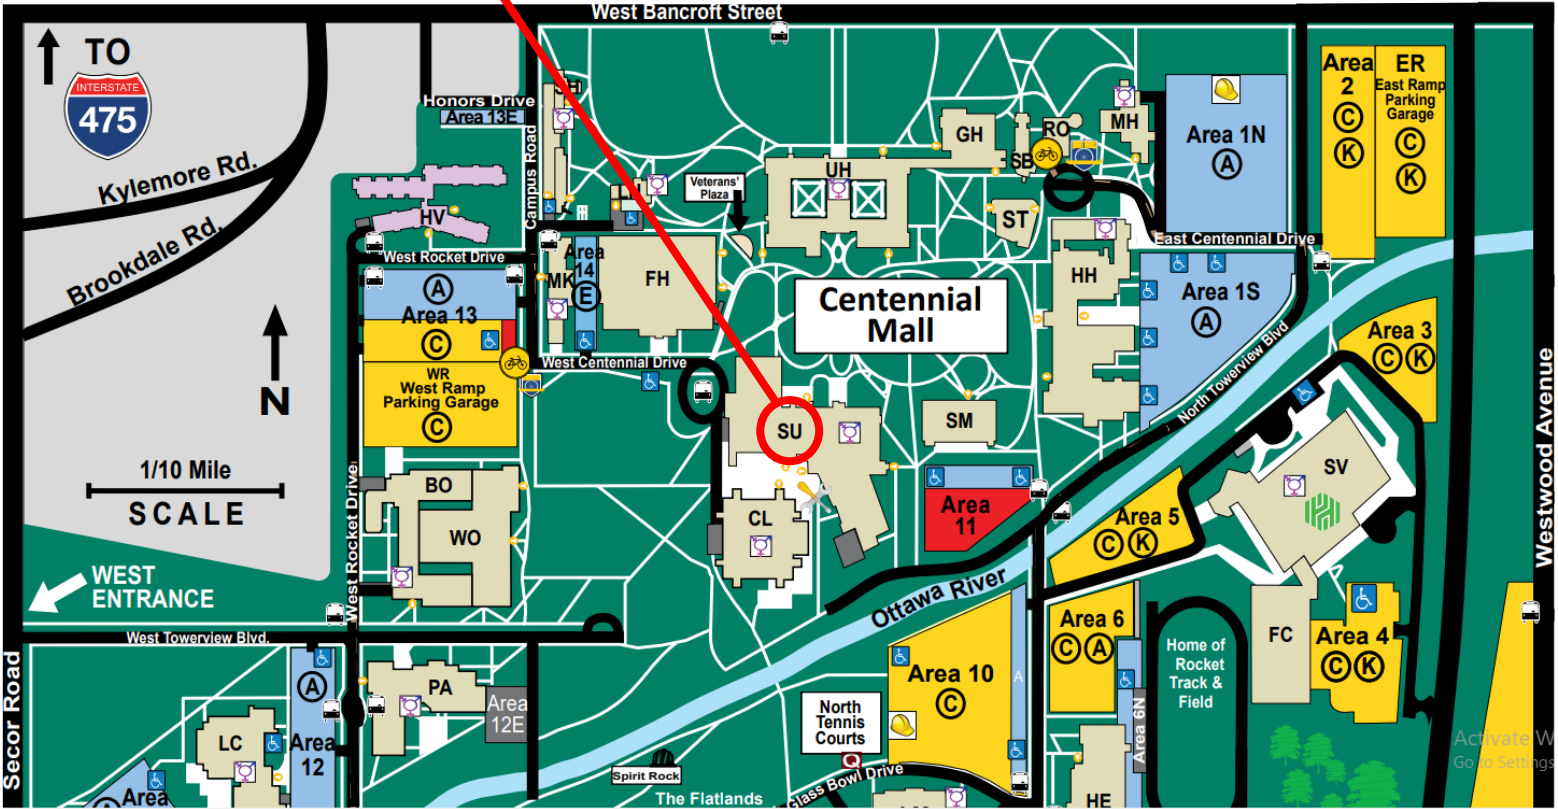 West Bancroft Street
TO
INTERSTATE
475
Honors Drive
Area 13E
Kylemore Rd.
Brookdale Rd.
Campus Road
HV
West Rocket Drive
Veterans'
Plaza
UH
GH
SB
RO
MH
ST
HH
Area 1N
A
Area
2
C
K
ER
East Ramp
Parking
Garage
C
K
East Centennial Drive
Area 1S
A
North Towerview Blvd
Area 3
C K
Westwood Avenue
MK
Area
14
E
FH
Centennial
Mall
A
Area 13
C
WR
West Ramp
Parking Garage
C
West Centennial Drive
N
1/10 Mile
SCALE
West Rocket Drive
BO
WO
SU
SM
CL
Area
11
SV
Area 5
C K
Ottawa River
WEST
ENTRANCE
West Towerview Blvd.
Secor Road
A
Area
12
PA
Area
12E
LC
Area
A
Area 10
C
A
Area 6
C A
Area 6N
Home of
Rocket
Track &
Field
FC
Area 4
C K
North
Tennis
Courts
Q
Spirit Rock
The Flatlands
Glass Bowl Drive
HE
Activate W
Go to Settings